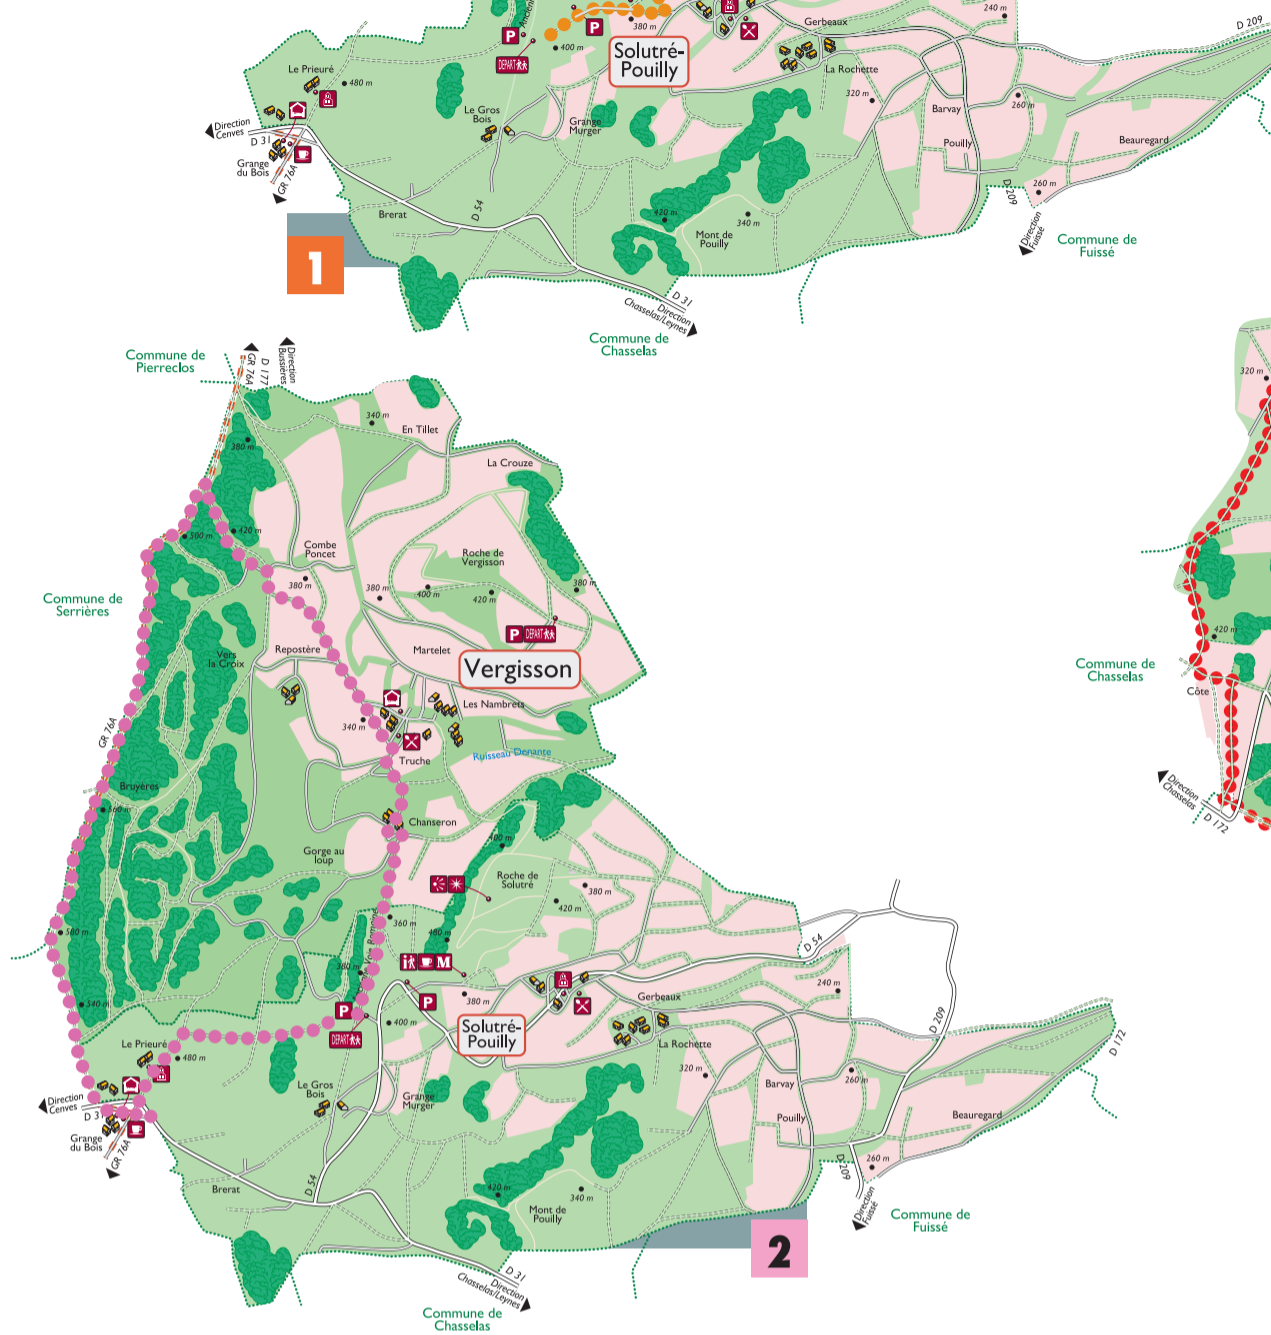 240 m
D 209
Ancien
P
P
380 m
Gerbeaux
400 m
Solutré-
Pouilly
DEPART
Le Prieuré
480 m
La Rochette
320 m
Le Gros
Bois
Grange
Murger
Barvay
260 m
Direction
Cenves
D 31
Pouilly
Beauregard
Grange
du Bois
GR 76A
D 209
260 m
Brerat
D 54
420 m
340 m
Mont de
Pouilly
Direction
Fuissé
Commune de
Fuissé
1
D 31
Direction
Chasselas/Leynes
Commune de
Chasselas
Commune de
Pierreclos
GR 76A
D 177
Direction
Bussières
320 m
340 m
En Tillet
380 m
La Crouze
420 m
500 m
Combe
Poncet
Roche de
Vergisson
380 m
380 m
400 m
420 m
380 m
Commune de
Serrières
P
DEPART
420 m
Vers
la Croix
Repostère
Martelet
Vergisson
Commune de
Chasselas
Côte
Les Nambrets
340 m
GR 76A
Truche
Ruisseau Denante
Bruyères
560 m
Direction
Chasselas
D 172
Chanseron
400 m
Gorge au
loup
Roche de
Solutré
380 m
360 m
420 m
580 m
480 m
D 54
M
380 m
240 m
540 m
P
P
380 m
Gerbeaux
400 m
Solutré-
Pouilly
D 209
DEPART
D 172
Le Prieuré
480 m
La Rochette
320 m
Le Gros
Bois
Grange
Murger
Barvay
260 m
Direction
Cenves
D 31
Pouilly
Beauregard
Grange
du Bois
GR 76A
D 209
260 m
Brerat
D 54
420 m
340 m
Mont de
Pouilly
Direction
Fuissé
Commune de
Fuissé
2
D 31
Direction
Chasselas/Leynes
Commune de
Chasselas